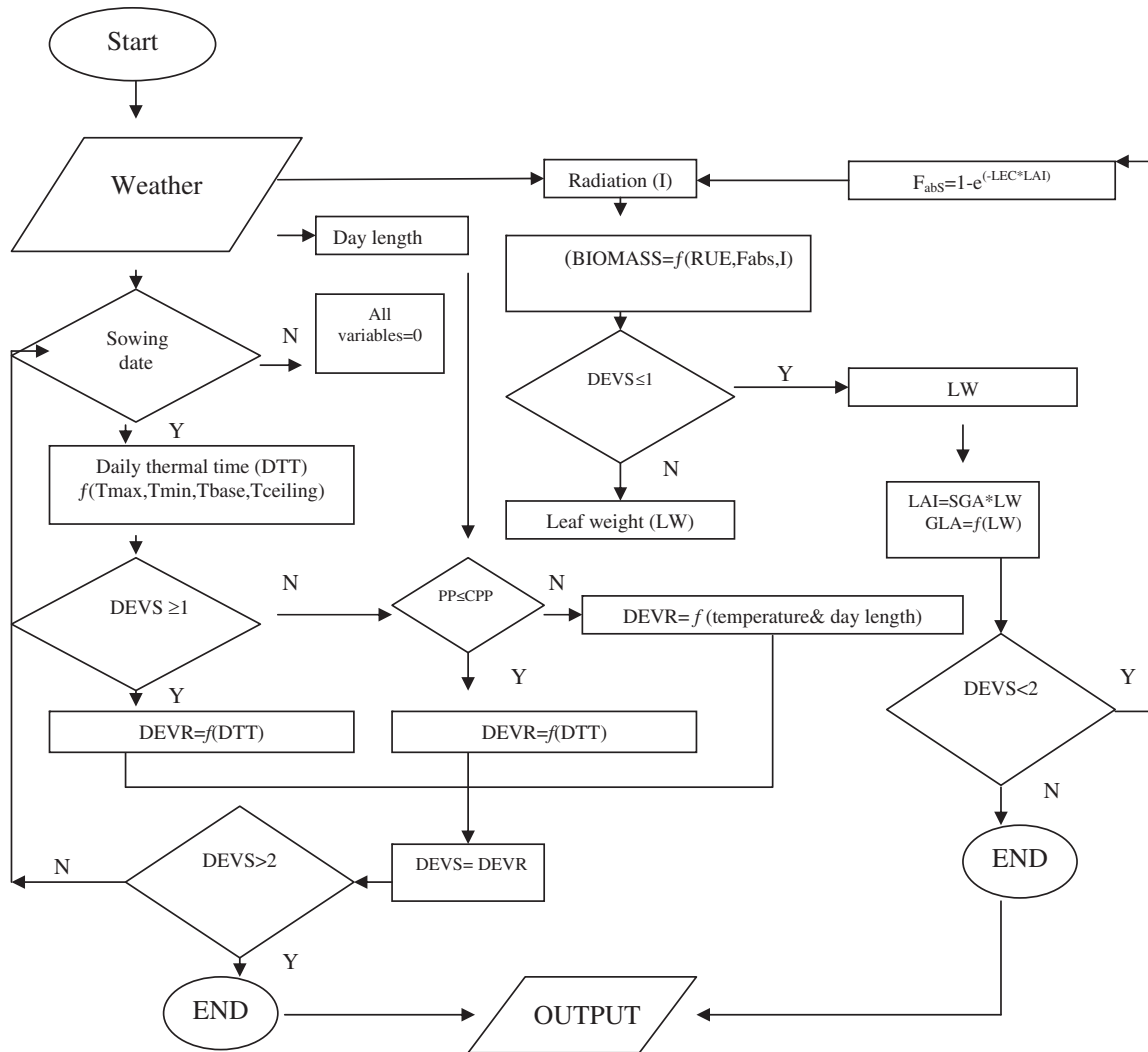 Start
Weather
Radiation (I)
F_abS=1-e^(-LEC*LAI)
Day length
(BIOMASS=f(RUE,Fabs,I)
Sowing
date
N
All
variables=0
DEVS≤1
Y
LW
Y
Daily thermal time (DTT)
f(Tmax,Tmin,Tbase,Tceiling)
N
Leaf weight (LW)
LAI=SGA*LW
GLA=f(LW)
DEVS ≥1
N
PP≤CPP
N
DEVR= f (temperature& day length)
Y
Y
DEVS<2
Y
DEVR=f(DTT)
DEVR=f(DTT)
N
DEVS>2
N
DEVS= DEVR
END
Y
END
OUTPUT